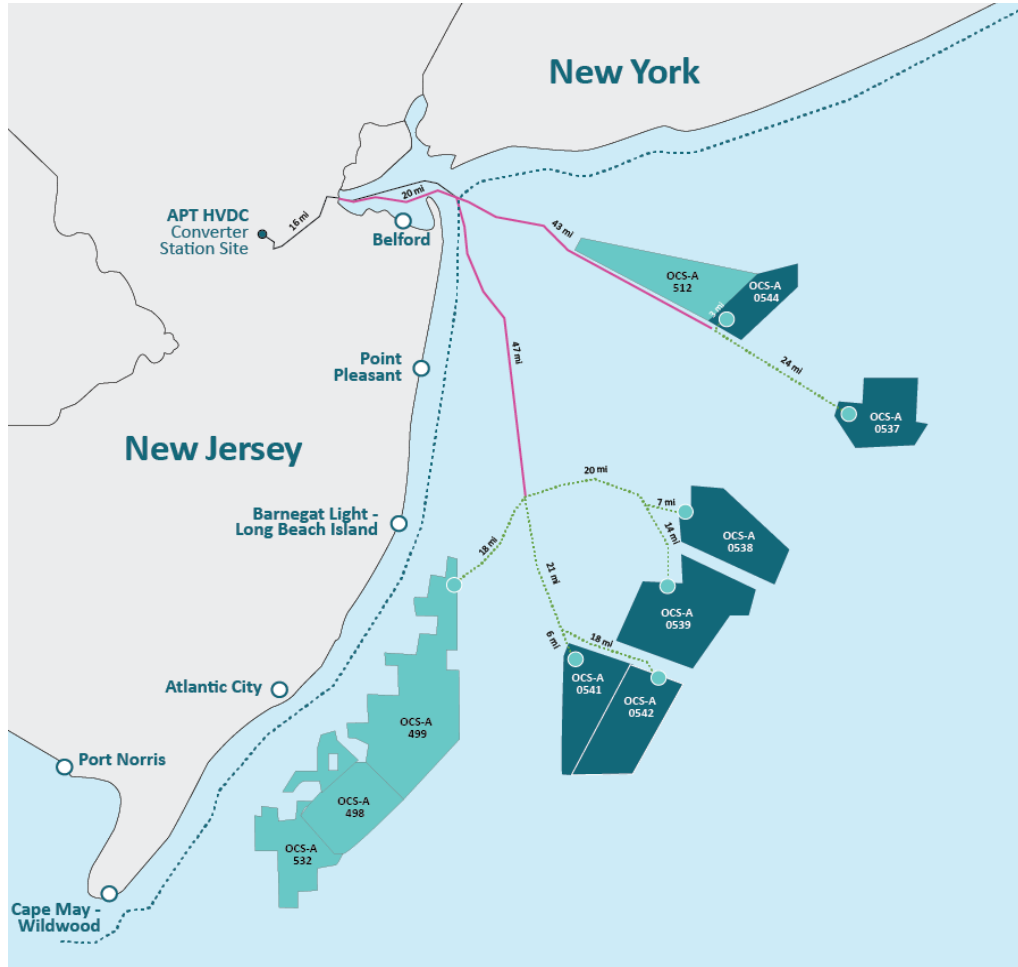 New York
20 mi
16 mi
APT HVDC
Converter
Station Site
Belford
43 mi
OCS-A
512
OCS-A
0544
3 mi
47 mi
Point
Pleasant
24 mi
OCS-A
0537
New Jersey
20 mi
7 mi
Barnegat Light -
Long Beach Island
14 mi
OCS-A
0538
18 mi
21 mi
OCS-A
0539
6 mi
18 mi
OCS-A
0541
OCS-A
0542
Atlantic City
OCS-A
499
Port Norris
OCS-A
498
OCS-A
532
Cape May -
Wildwood